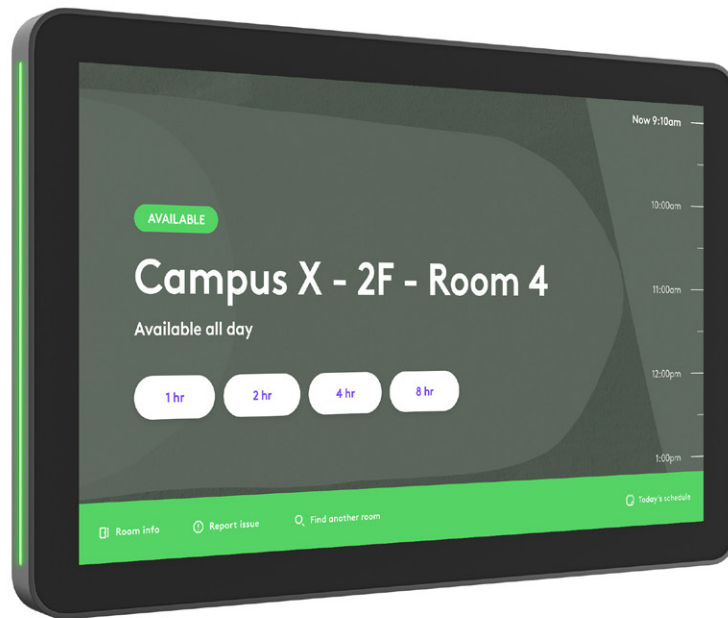 Now 9:10am
AVAILABLE
10:00am
Campus X - 2F - Room 4
11:00am
Available all day
12:00pm
1 hr
2 hr
4 hr
8 hr
1:00pm
Room info
Report issue
Find another room
Today's schedule